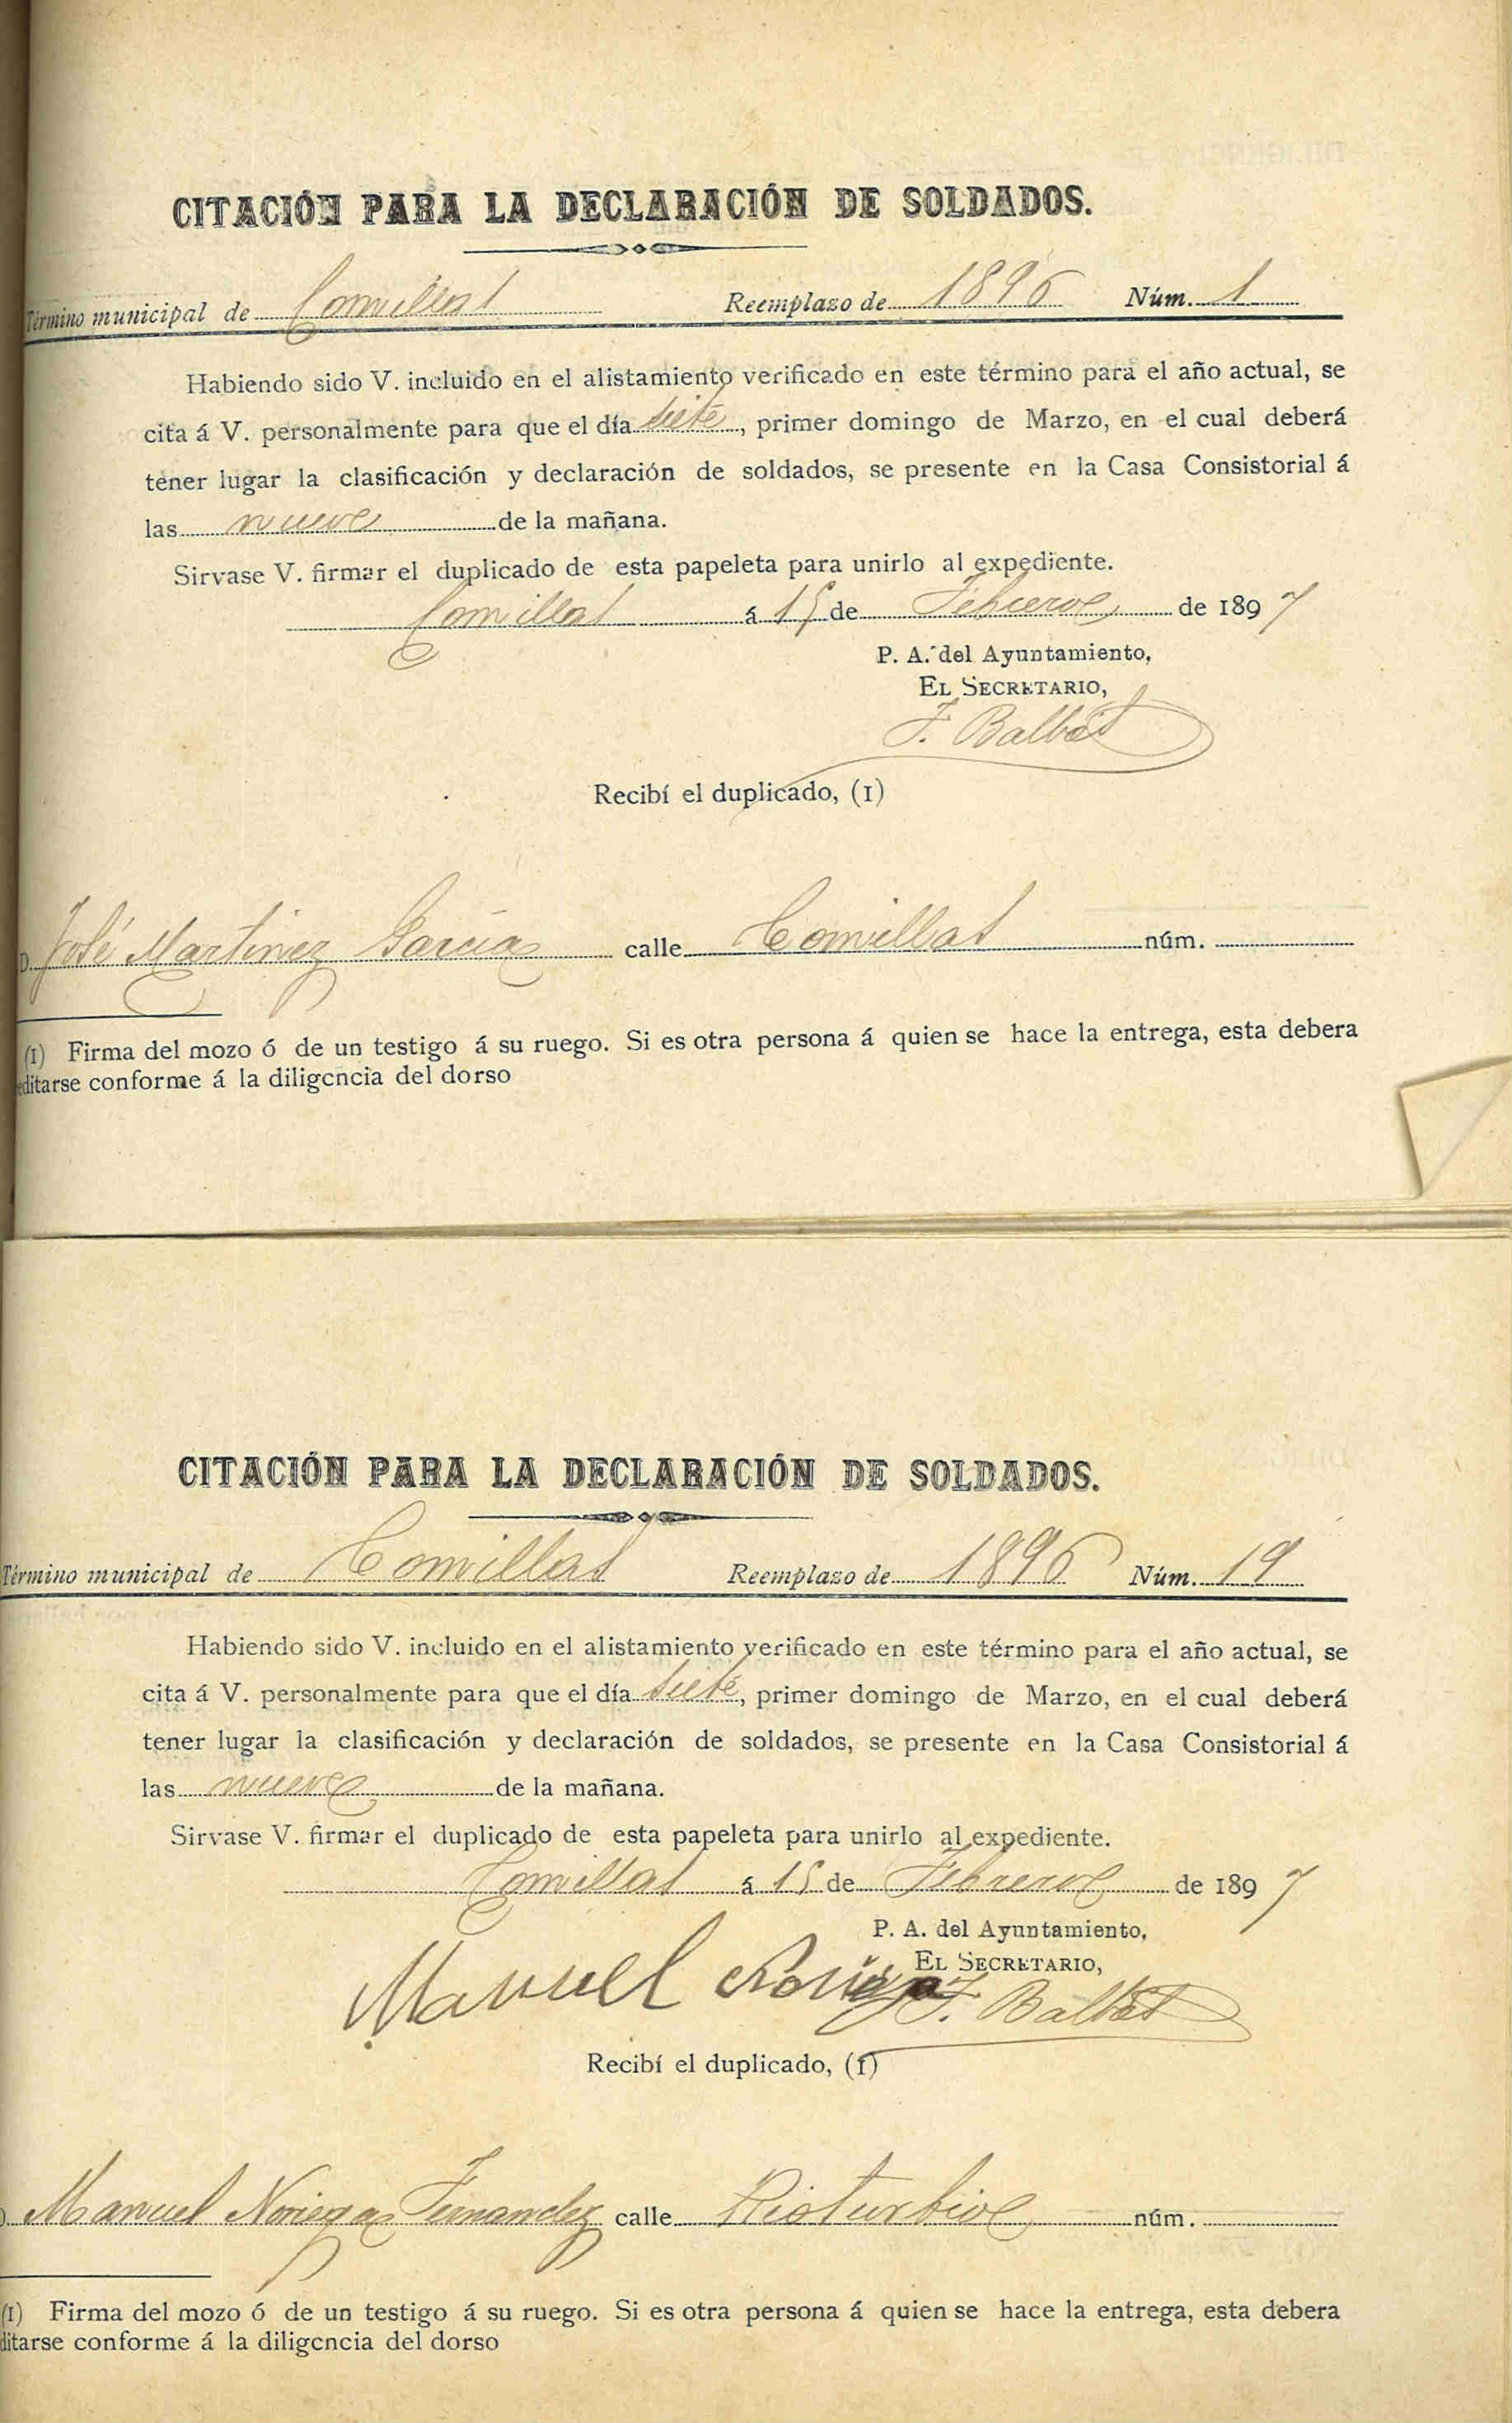 CITACIÓN PARA LA DECLARACIÓN DE SOLDADOS.
Término municipal de Comillas Reemplazo de 1896 Núm. 1
Habiendo sido V. incluido en el alistamiento verificado en este término para el año actual, se
cita á V. personalmente para que el día siete, primer domingo de Marzo, en el cual deberá
tener lugar la clasificación y declaración de soldados, se presente en la Casa Consistorial á
las nueve de la mañana.
Sirvase V. firmar el duplicado de esta papeleta para unirlo al expediente.
Comillas á 15 de Febrero de 1897
P. A. del Ayuntamiento,
EL SECRETARIO,
F. Balbás
Recibí el duplicado, (1)
D. José Martinez Garcia calle Comillas núm.
(1) Firma del mozo ó de un testigo á su ruego. Si es otra persona á quien se hace la entrega, esta debera
editarse conforme á la diligencia del dorso
CITACIÓN PARA LA DECLARACIÓN DE SOLDADOS.
Término municipal de Comillas Reemplazo de 1896 Núm. 19
Habiendo sido V. incluido en el alistamiento verificado en este término para el año actual, se
cita á V. personalmente para que el día siete, primer domingo de Marzo, en el cual deberá
tener lugar la clasificación y declaración de soldados, se presente en la Casa Consistorial á
las nueve de la mañana.
Sirvase V. firmar el duplicado de esta papeleta para unirlo al expediente.
Comillas á 15 de Febrero de 1897
P. A. del Ayuntamiento,
EL SECRETARIO,
Manuel F. Balbás
Recibí el duplicado, (1)
D. Manuel Noriega Fernandez calle Rioturbio núm.
(1) Firma del mozo ó de un testigo á su ruego. Si es otra persona á quien se hace la entrega, esta debera
ditarse conforme á la diligencia del dorso